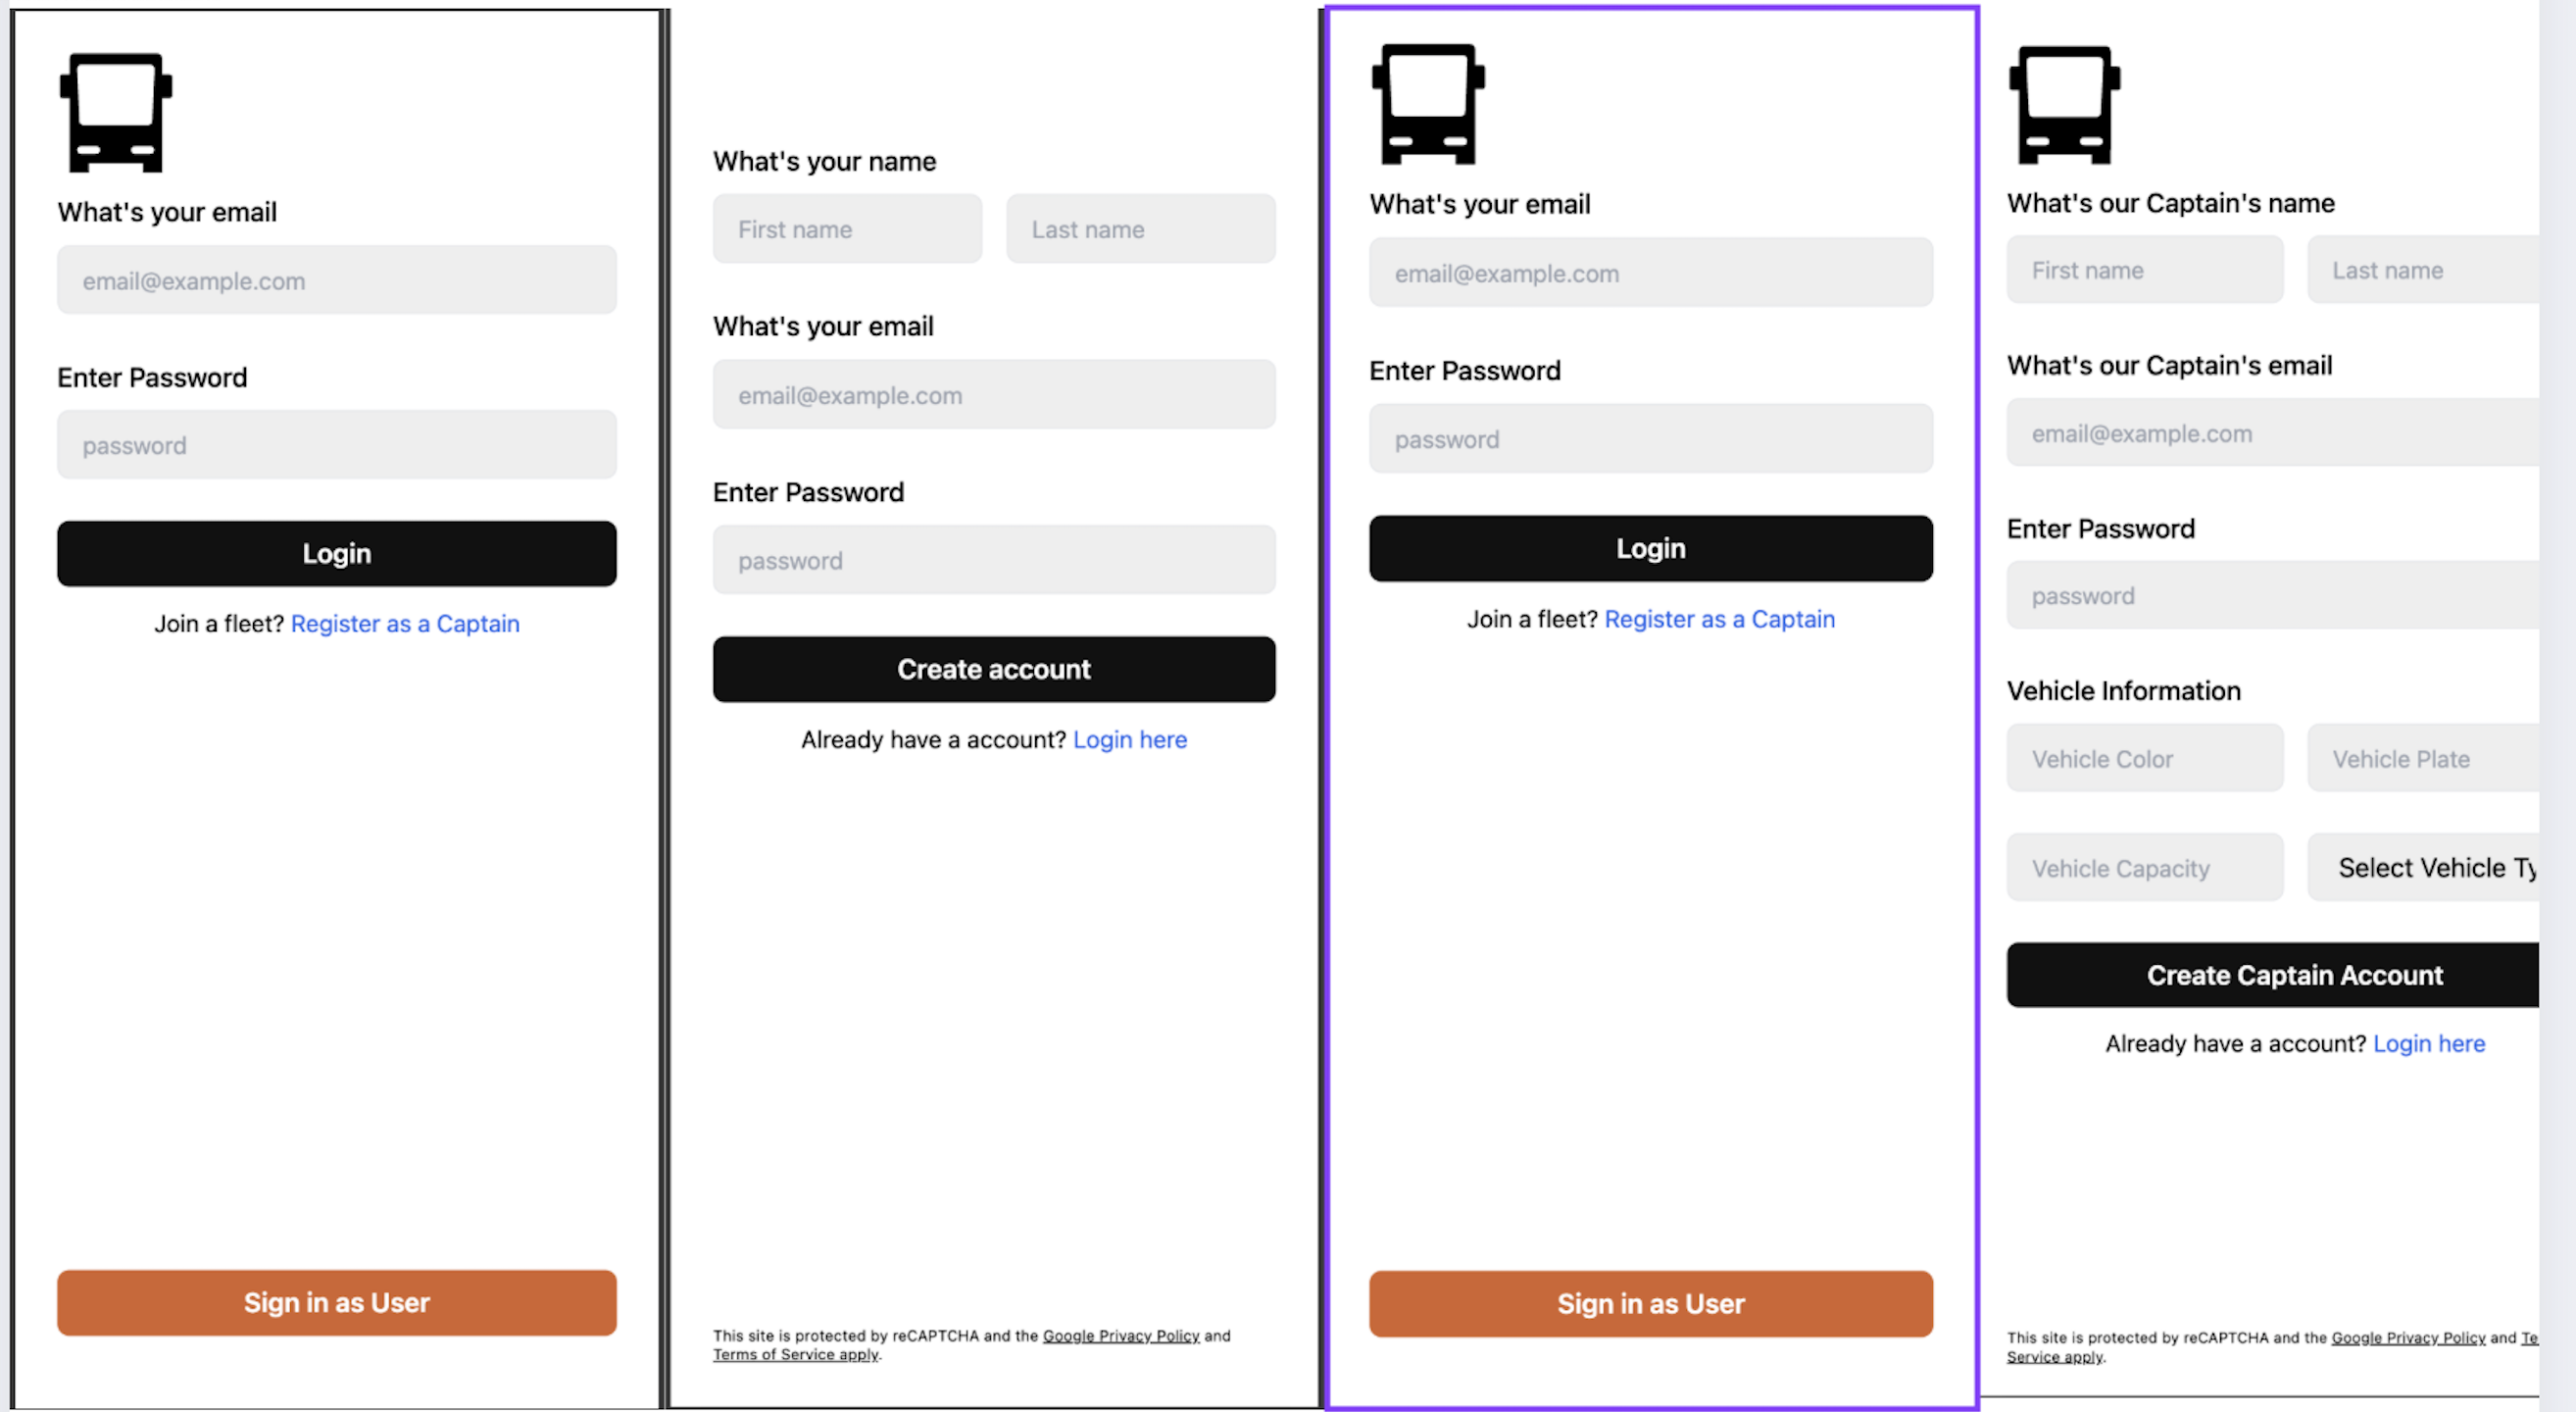 What's your email
email@example.com
Enter Password
password
Login
Join a fleet? Register as a Captain
Sign in as User
What's your name
First name
Last name
What's your email
email@example.com
Enter Password
password
Create account
Already have a account? Login here
This site is protected by reCAPTCHA and the Google Privacy Policy and
Terms of Service apply.
What's your email
email@example.com
Enter Password
password
Login
Join a fleet? Register as a Captain
Sign in as User
What's our Captain's name
First name
Last name
What's our Captain's email
email@example.com
Enter Password
password
Vehicle Information
Vehicle Color
Vehicle Plate
Vehicle Capacity
Select Vehicle Ty
Create Captain Account
Already have a account? Login here
This site is protected by reCAPTCHA and the Google Privacy Policy and Te
Service apply.